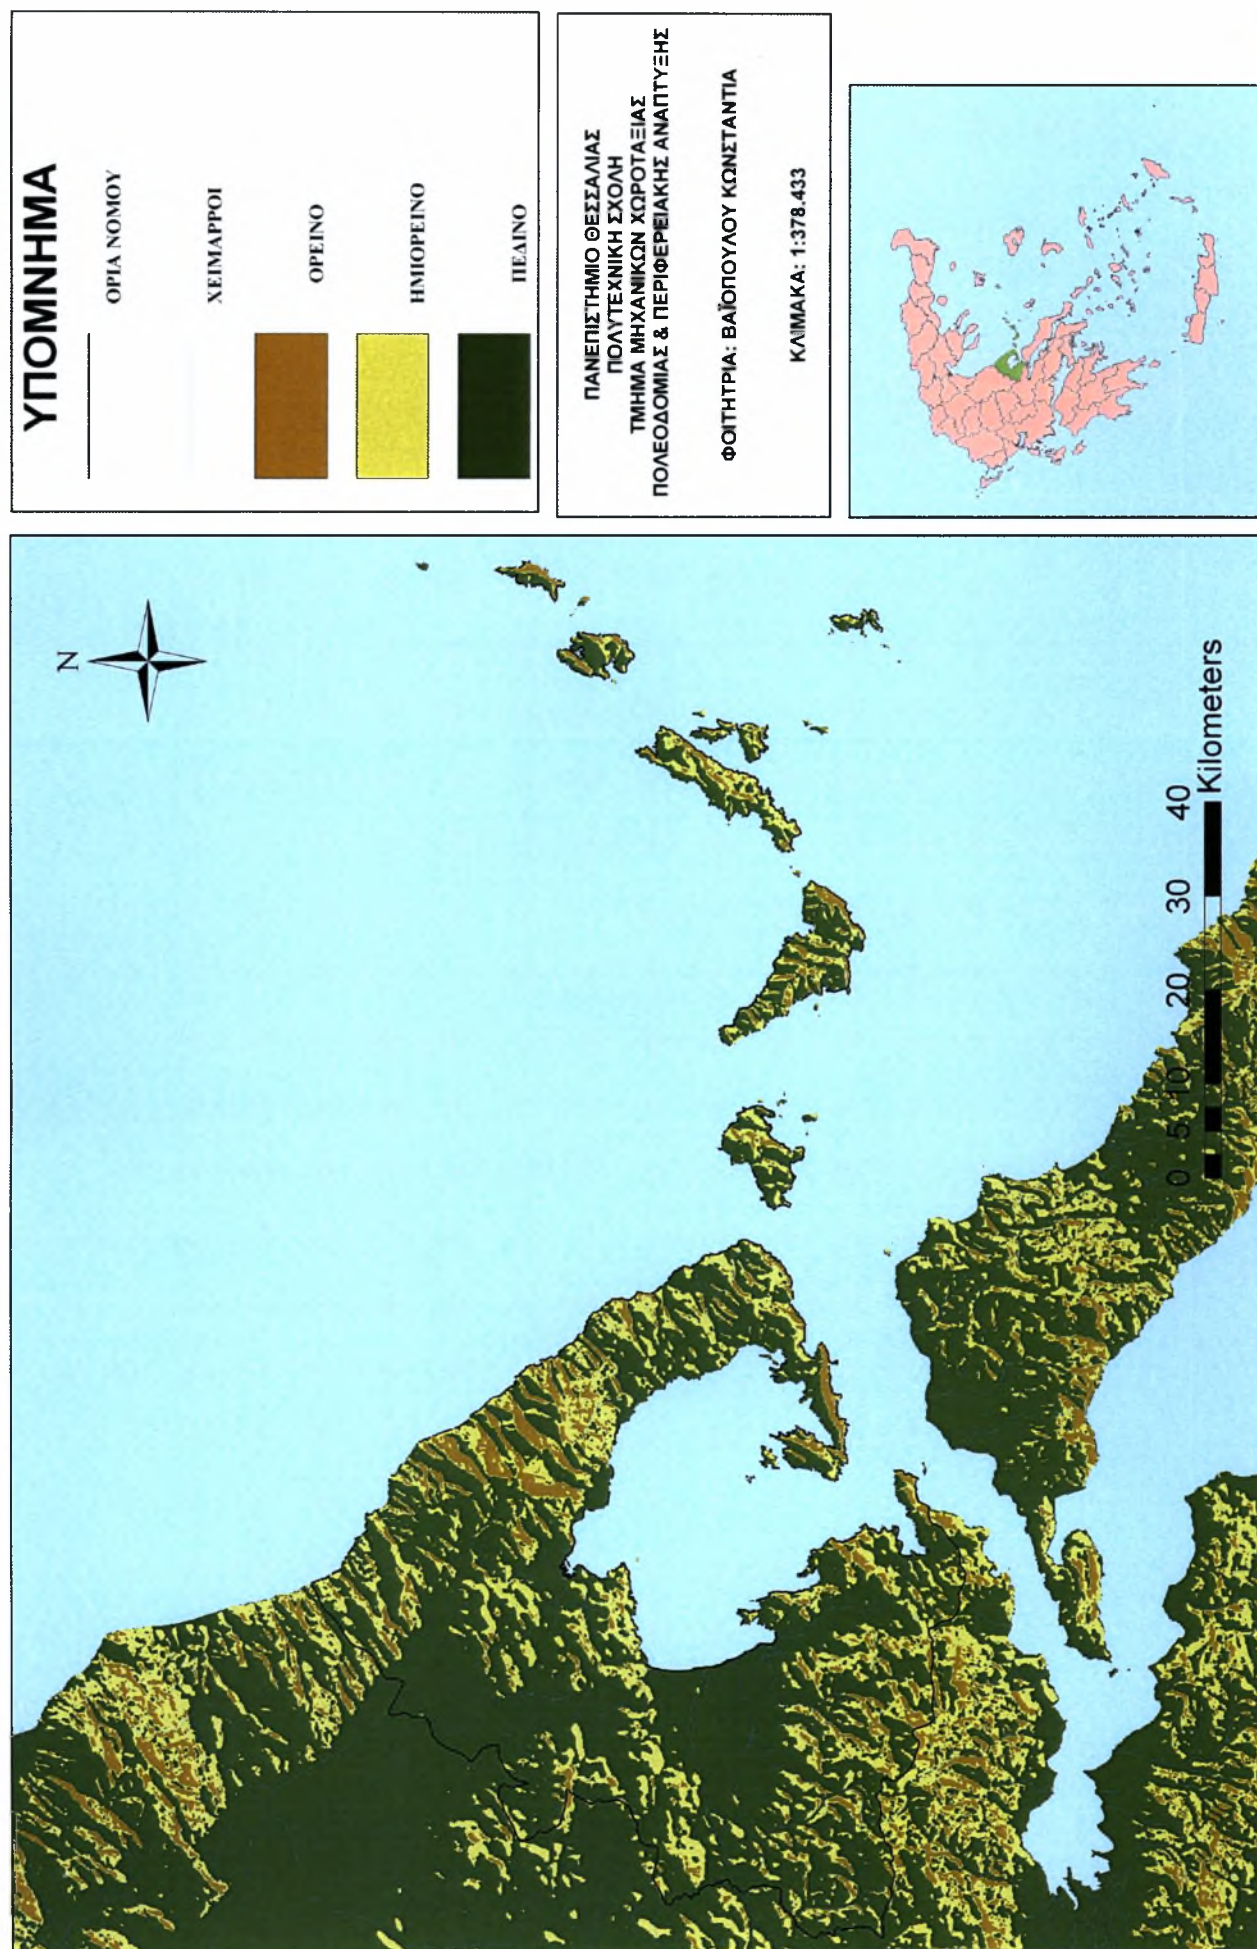 ΥΠΟΜΝΗΜΑ
ΟΡΙΑ ΝΟΜΟΥ
ΧΕΙΜΑΡΡΟΙ
ΟΡΕΙΝΟ
ΗΜΙΟΡΕΙΝΟ
ΠΕΔΙΝΟ
ΠΑΝΕΠΙΣΤΗΜΙΟ ΘΕΣΣΑΛΙΑΣ
ΠΟΛΥΤΕΧΝΙΚΗ ΣΧΟΛΗ
ΤΜΗΜΑ ΜΗΧΑΝΙΚΩΝ ΧΩΡΟΤΑΞΙΑΣ
ΠΟΛΕΟΔΟΜΙΑΣ & ΠΕΡΙΦΕΡΕΙΑΚΗΣ ΑΝΑΠΤΥΞΗΣ
ΦΟΙΤΗΤΡΙΑ: ΒΑΪΟΠΟΥΛΟΥ ΚΩΝΣΤΑΝΤΙΑ
ΚΛΙΜΑΚΑ: 1:378.433
N
0 5 10 20 30 40
Kilometers